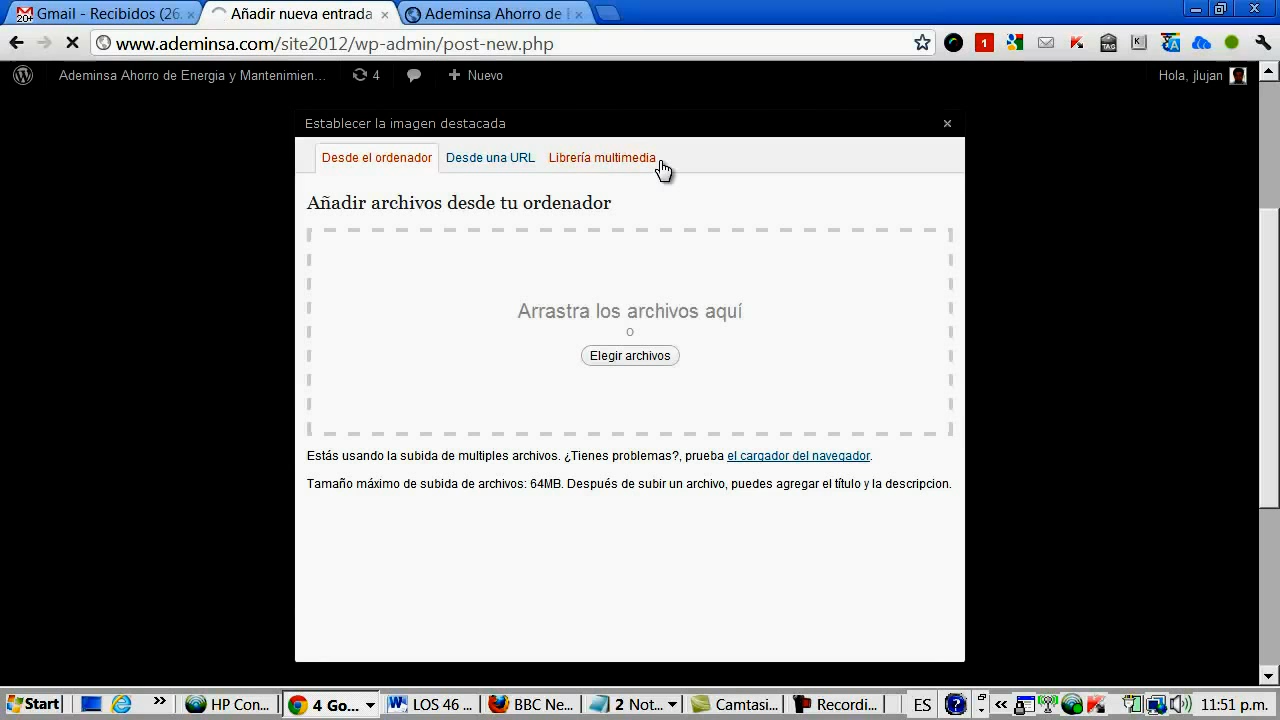 Gmail - Recibidos (26.
Añadir nueva entrada
Ademinsa Ahorro de E
www.ademinsa.com/site2012/wp-admin/post-new.php
Ademinsa Ahorro de Energia y Mantenimien...
4
Nuevo
Hola, jlujan
Establecer la imagen destacada
Desde el ordenador
Desde una URL
Librería multimedia
Añadir archivos desde tu ordenador
Arrastra los archivos aquí
o
Elegir archivos
Estás usando la subida de multiples archivos. ¿Tienes problemas?, prueba el cargador del navegador.
Tamaño máximo de subida de archivos: 64MB. Después de subir un archivo, puedes agregar el título y la descripcion.
Start
HP Con...
4 Go...
LOS 46 ...
BBC Ne...
2 Not...
Camtasi...
Recordi...
ES
11:51 p.m.